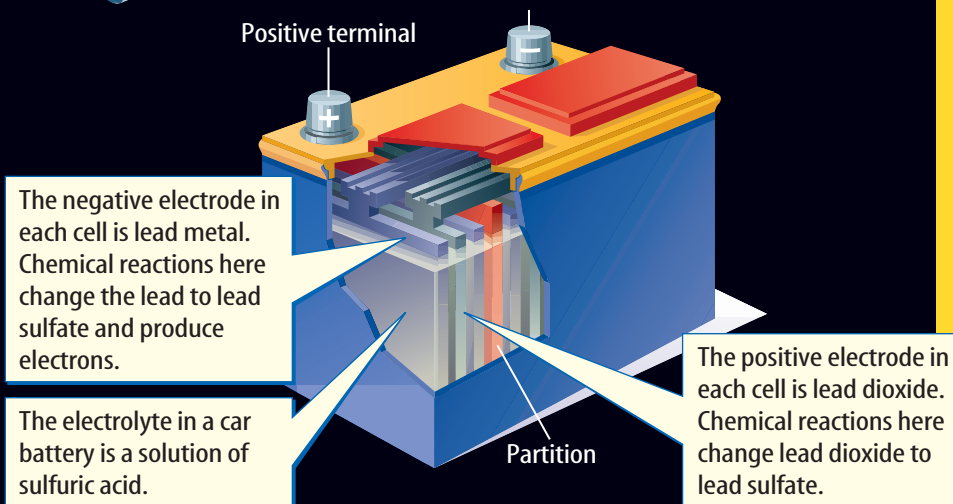 Positive terminal
−
+
The negative electrode in
each cell is lead metal.
Chemical reactions here
change the lead to lead
sulfate and produce
electrons.
The electrolyte in a car
battery is a solution of
sulfuric acid.
Partition
The positive electrode in
each cell is lead dioxide.
Chemical reactions here
change lead dioxide to
lead sulfate.